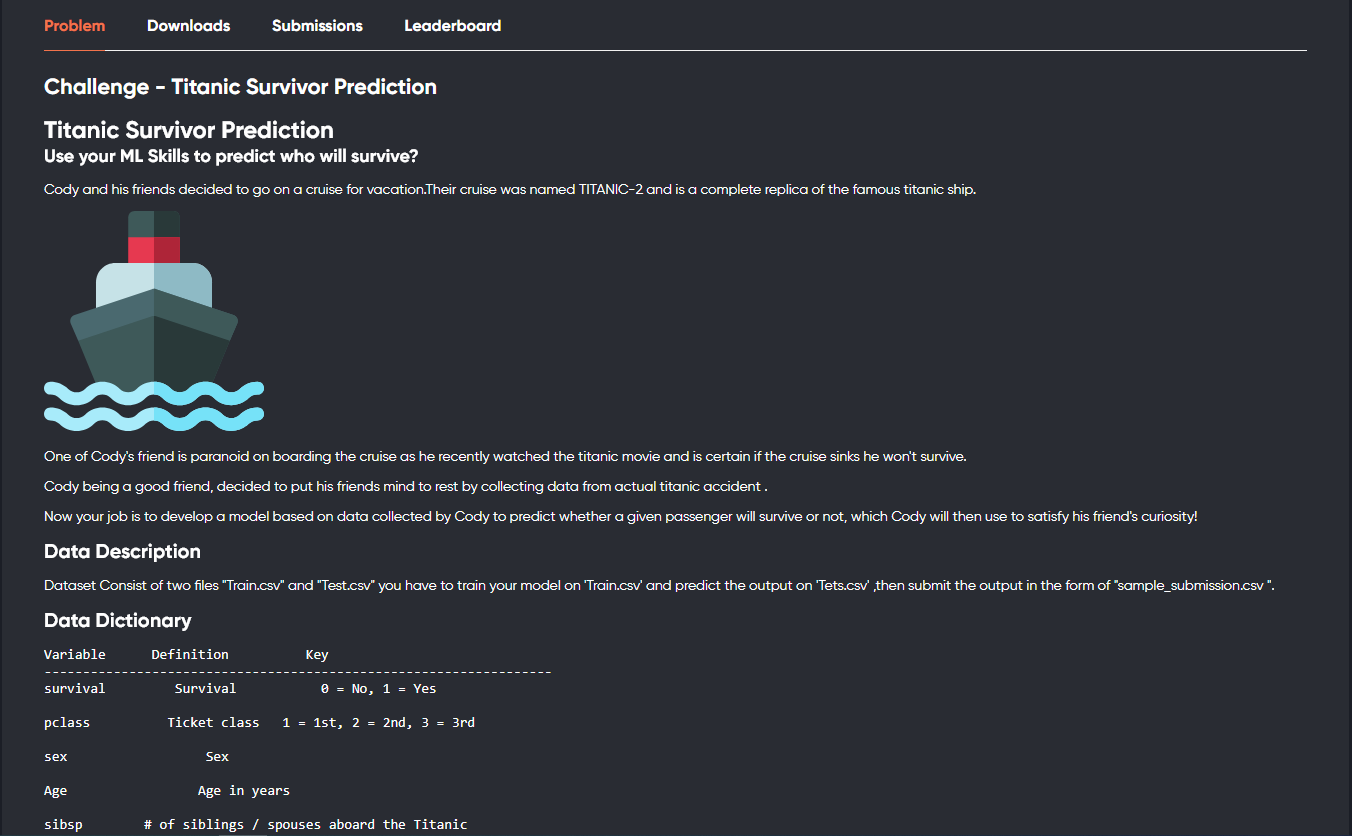 Problem Downloads Submissions Leaderboard
Challenge - Titanic Survivor Prediction
Titanic Survivor Prediction
Use your ML Skills to predict who will survive?
Cody and his friends decided to go on a cruise for vacation.Their cruise was named TITANIC-2 and is a complete replica of the famous titanic ship.
One of Cody's friend is paranoid on boarding the cruise as he recently watched the titanic movie and is certain if the cruise sinks he won't survive.
Cody being a good friend, decided to put his friends mind to rest by collecting data from actual titanic accident .
Now your job is to develop a model based on data collected by Cody to predict whether a given passenger will survive or not, which Cody will then use to satisfy his friend's curiosity!
Data Description
Dataset Consist of two files "Train.csv" and "Test.csv" you have to train your model on 'Train.csv' and predict the output on 'Tets.csv' ,then submit the output in the form of "sample_submission.csv ".
Data Dictionary
Variable Definition Key
------------------------------------------------------------------
survival Survival 0 = No, 1 = Yes
pclass Ticket class 1 = 1st, 2 = 2nd, 3 = 3rd
sex Sex
Age Age in years
sibsp # of siblings / spouses aboard the Titanic